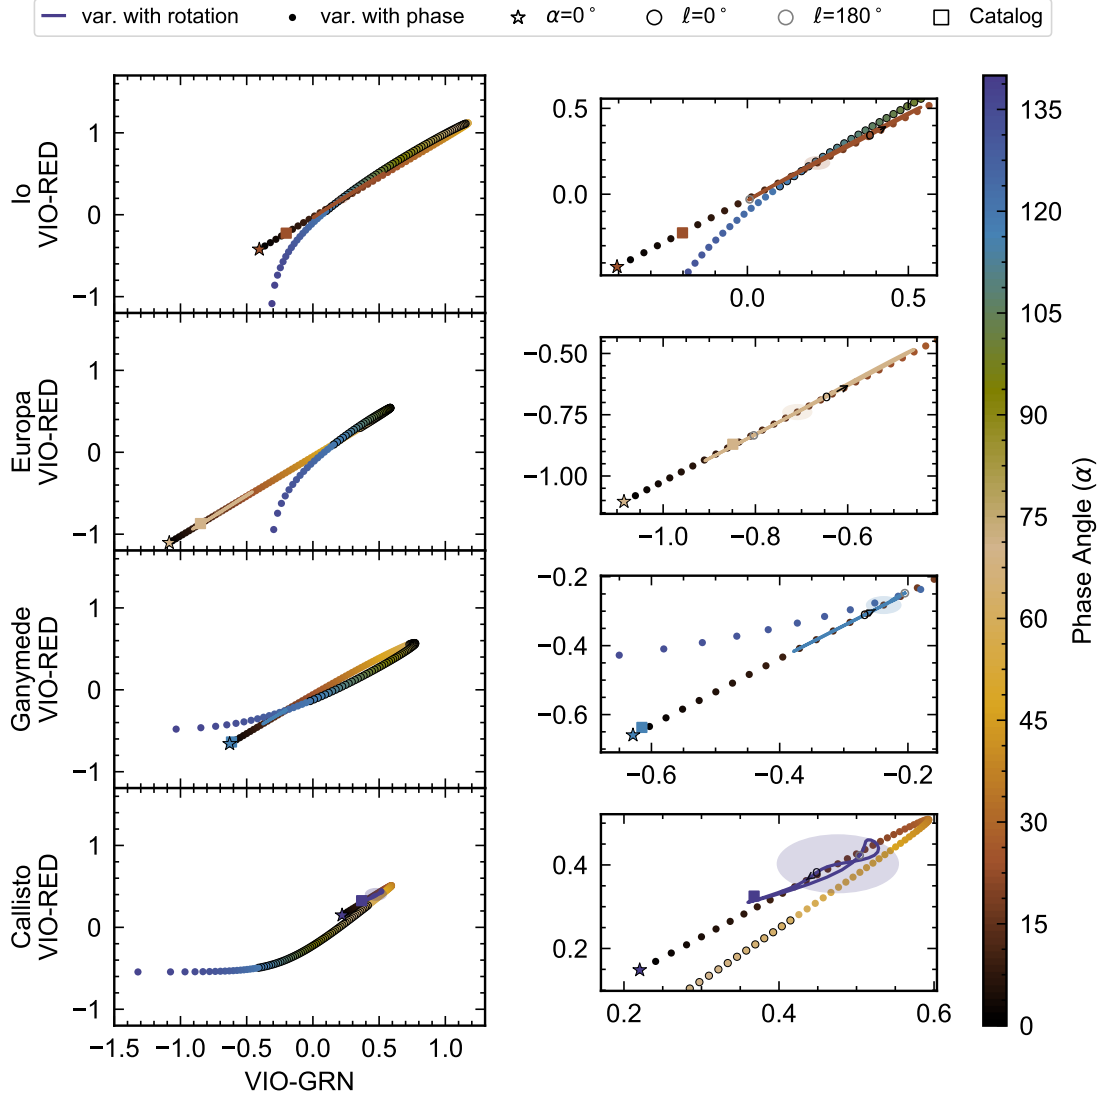 var. with rotation var. with phase α=0° ℓ=0° ℓ=180° Catalog
Io
VIO-RED
1
0
−1
0.5
0.0
0.0 0.5
Europa
VIO-RED
1
0
−1
−0.50
−0.75
−1.00
−1.0 −0.8 −0.6
Ganymede
VIO-RED
1
0
−1
−0.2
−0.4
−0.6
−0.6 −0.4 −0.2
Callisto
VIO-RED
1
0
−1
−1.5 −1.0 −0.5 0.0 0.5 1.0
VIO-GRN
0.4
0.2
0.2 0.4 0.6
135
120
105
90
75
60
45
30
15
0
Phase Angle (α)